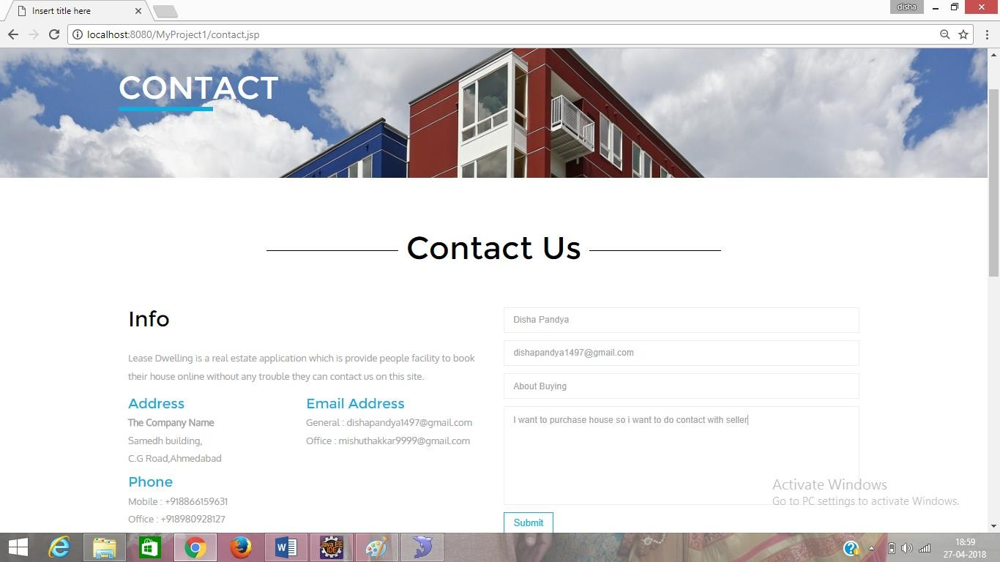 Insert title here
disha
localhost:8080/MyProject1/contact.jsp
CONTACT
Contact Us
Info
Lease Dwelling is a real estate application which is provide people facility to book
their house online without any trouble they can contact us on this site.
Address
The Company Name
Samedh building,
C.G Road,Ahmedabad
Email Address
General : dishapandya1497@gmail.com
Office : mishuthakkar9999@gmail.com
Phone
Mobile : +918866159631
Office : +918980928127
Disha Pandya
dishapandya1497@gmail.com
About Buying
I want to purchase house so i want to do contact with seller
Submit
Activate Windows
Go to PC settings to activate Windows.
Java EE
IDE
18:59
27-04-2018